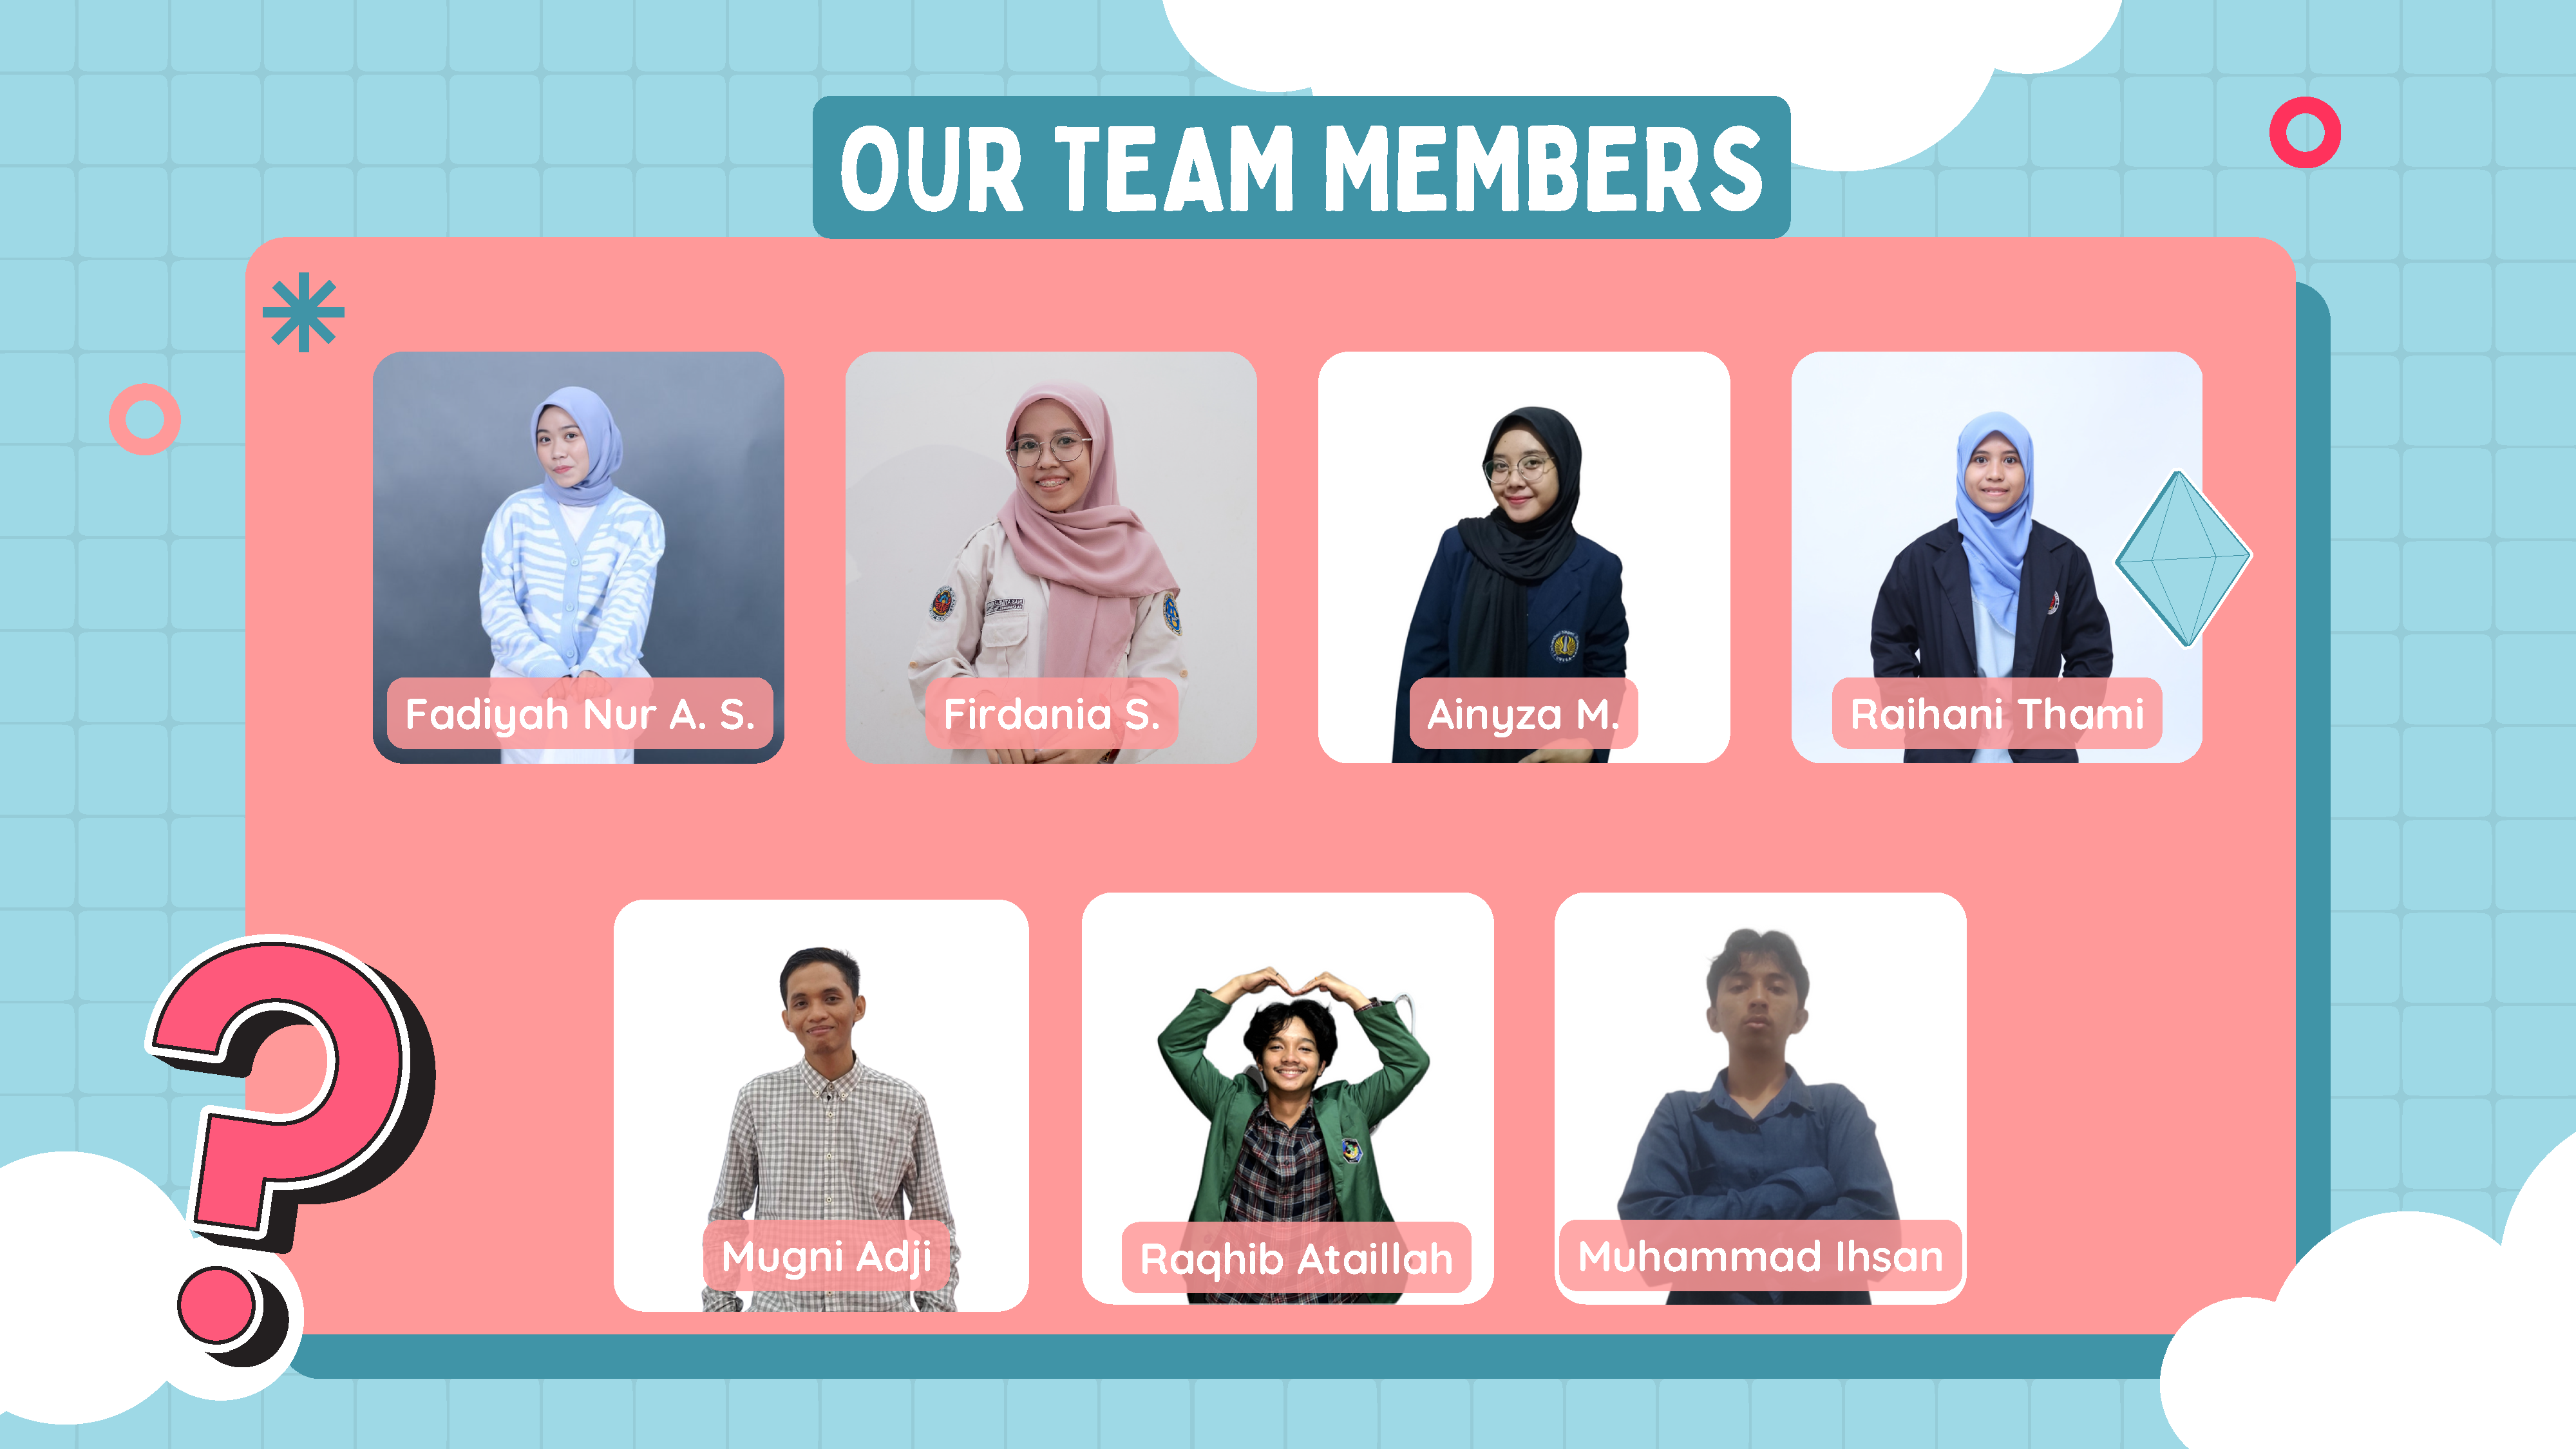 OUR TEAM MEMBERS
Fadiyah Nur A. S.
Firdania S.
Ainyza M.
Raihani Thami
Mugni Adji
Raqhib Ataillah
Muhammad Ihsan